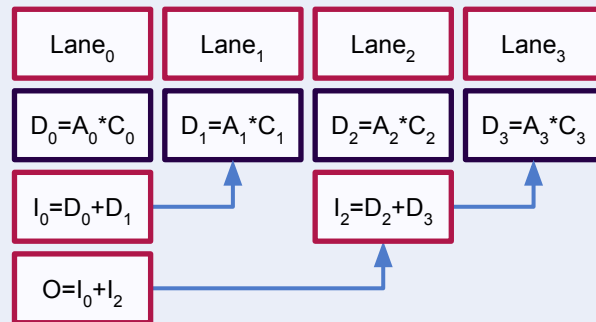 Lane₀ Lane₁ Lane₂ Lane₃
D₀=A₀*C₀ D₁=A₁*C₁ D₂=A₂*C₂ D₃=A₃*C₃
I₀=D₀+D₁ I₂=D₂+D₃
O=I₀+I₂